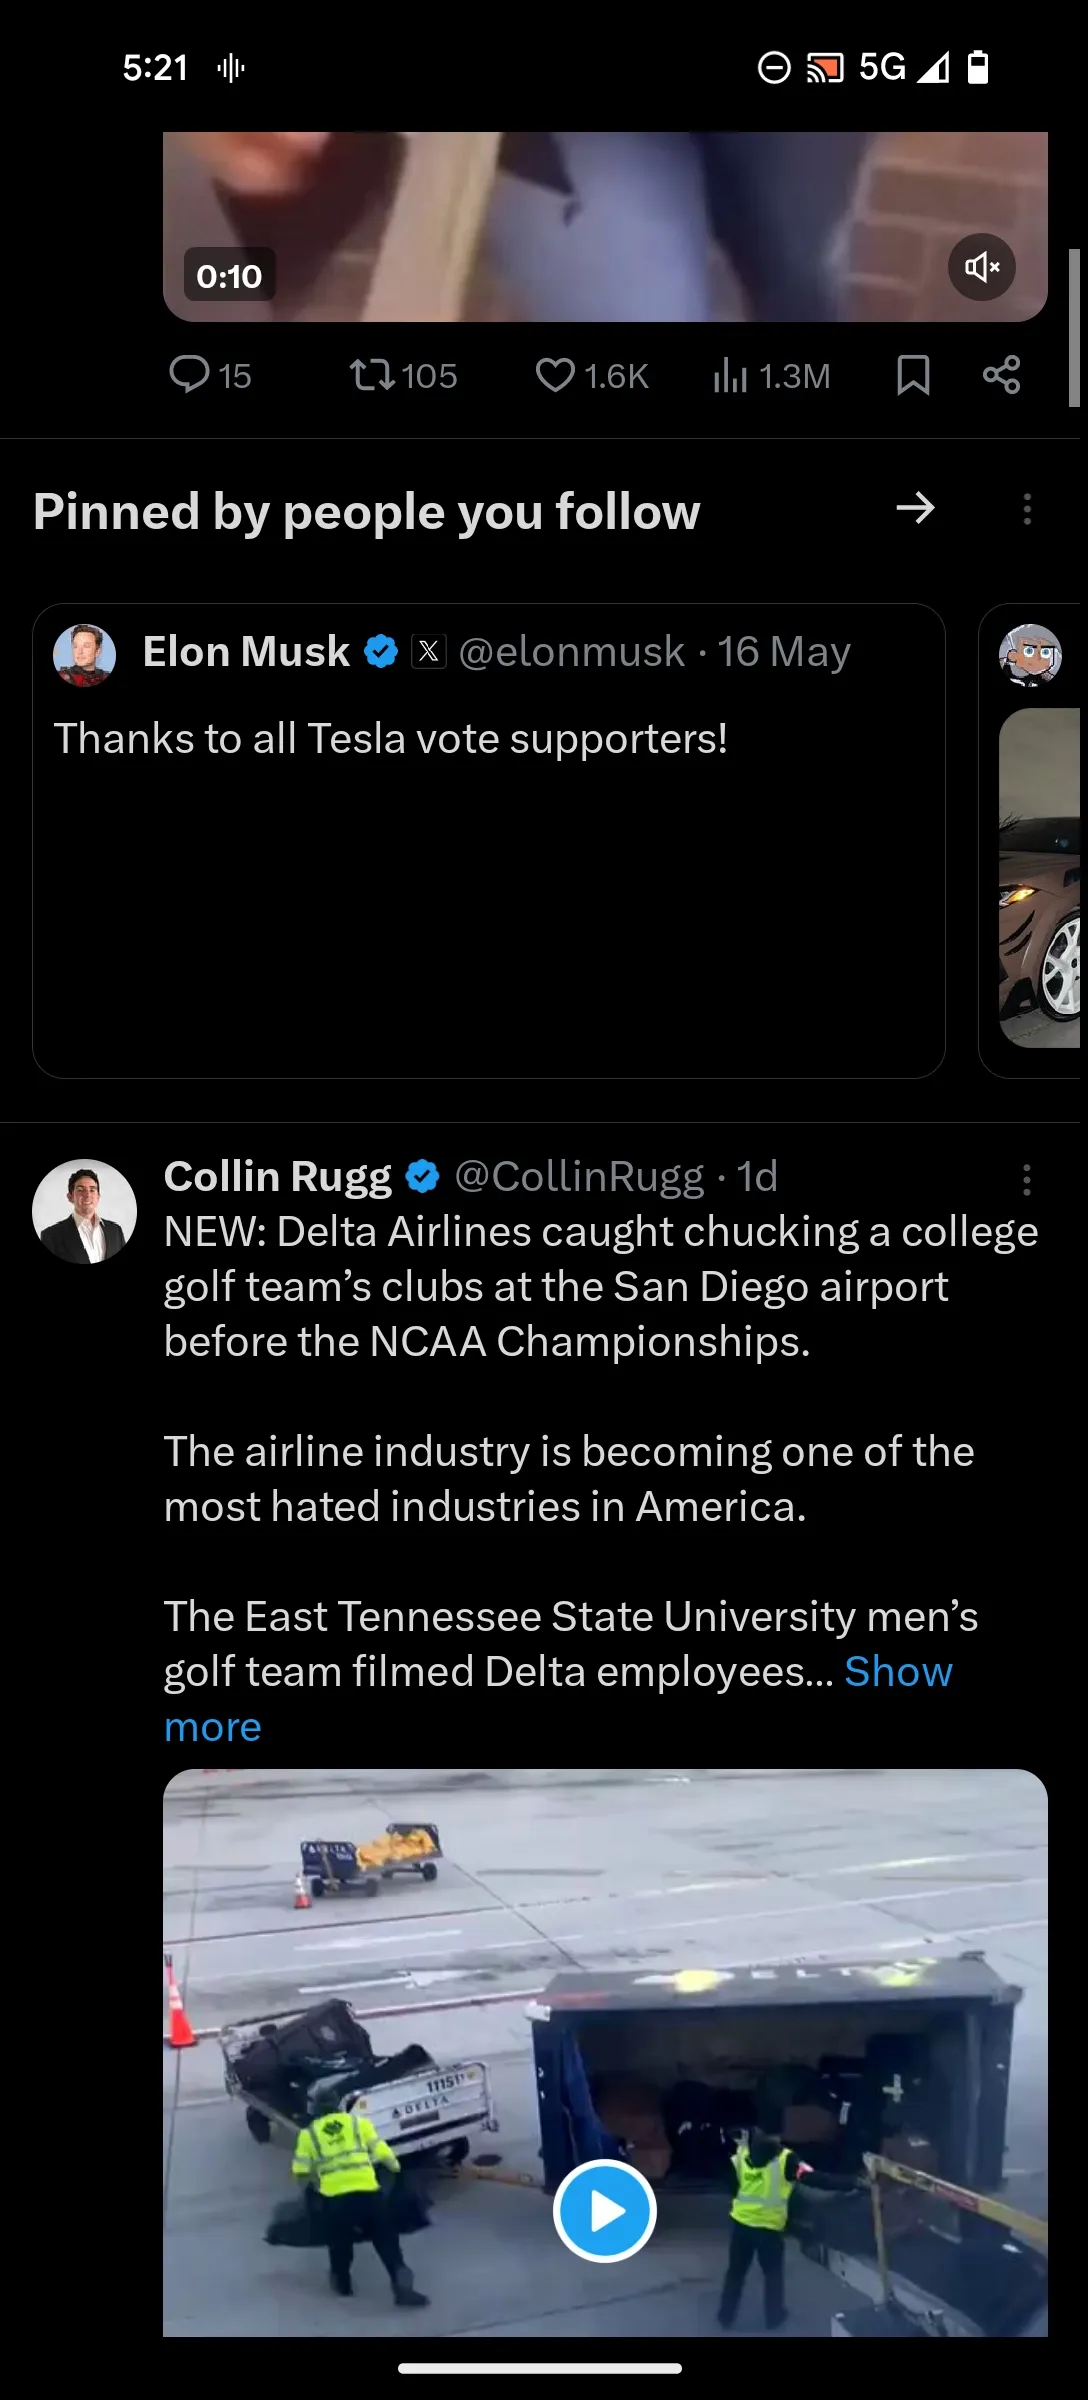 5:21
5G
0:10
15 105 1.6K 1.3M
Pinned by people you follow
Elon Musk X @elonmusk · 16 May
Thanks to all Tesla vote supporters!
Collin Rugg @CollinRugg · 1d
NEW: Delta Airlines caught chucking a college
golf team’s clubs at the San Diego airport
before the NCAA Championships.
The airline industry is becoming one of the
most hated industries in America.
The East Tennessee State University men’s
golf team filmed Delta employees... Show
more
DELTA